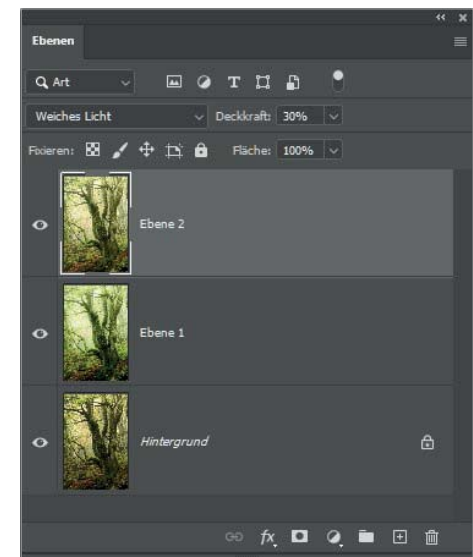 Ebenen
Art
Weiches Licht Deckkraft: 30%
Fixieren: Fläche: 100%
Ebene 2
Ebene 1
Hintergrund
fx